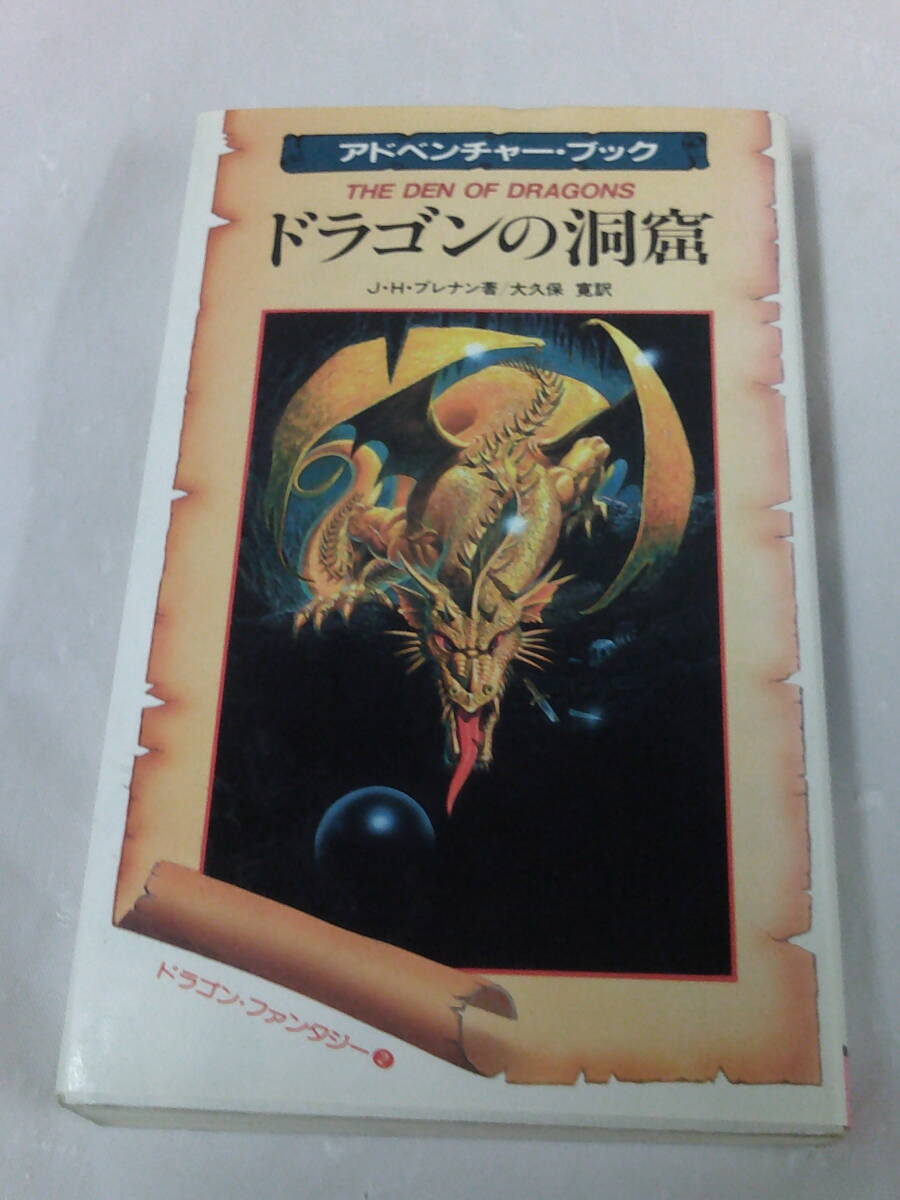 アドベンチャー・ブック
THE DEN OF DRAGONS
ドラゴンの洞窟
J・H・ブレナン著/大久保 寛訳
ドラゴン・ファンタジー❷